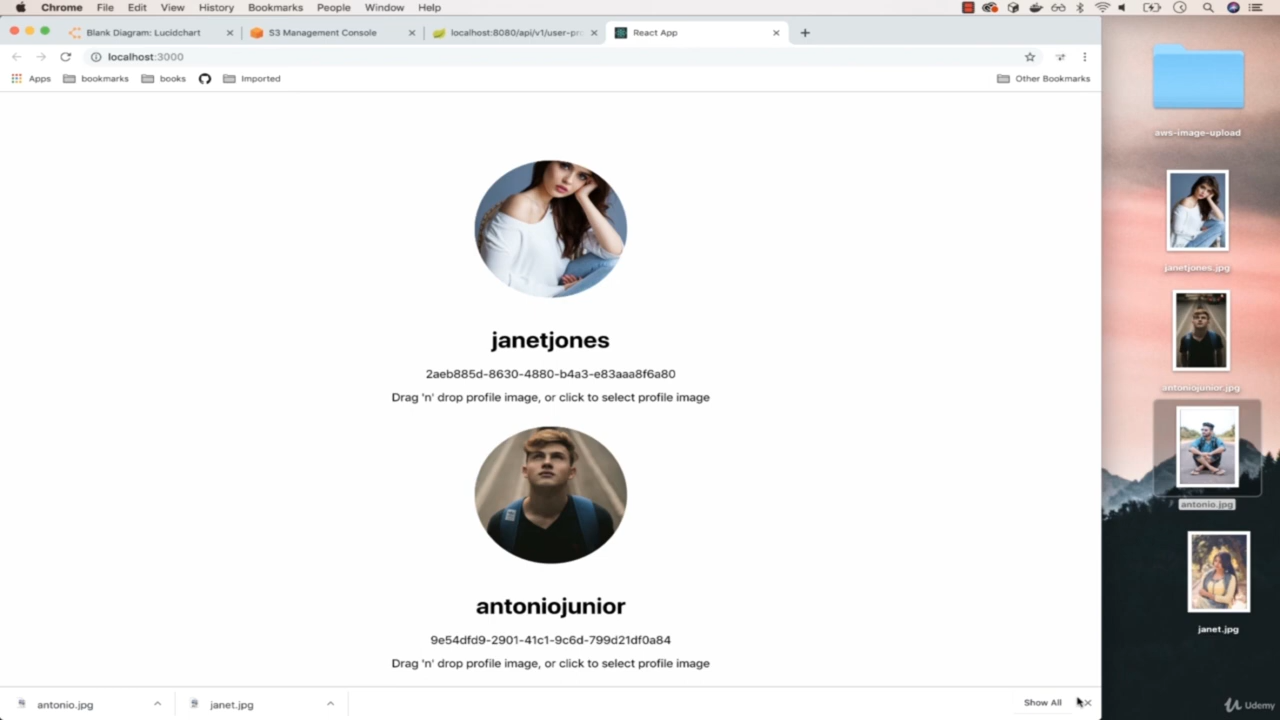 Chrome File Edit View History Bookmarks People Window Help
Blank Diagram: Lucidchart
S3 Management Console
localhost:8080/api/v1/user-pro
React App
localhost:3000
Apps bookmarks books Imported Other Bookmarks
aws-image-upload
janetjones.jpg
antoniojunior.jpg
antonio.jpg
janet.jpg
janetjones
2aeb885d-8630-4880-b4a3-e83aaa8f6a80
Drag 'n' drop profile image, or click to select profile image
antoniojunior
9e54dfd9-2901-41c1-9c6d-799d21df0a84
Drag 'n' drop profile image, or click to select profile image
antonio.jpg janet.jpg Show All
Udemy